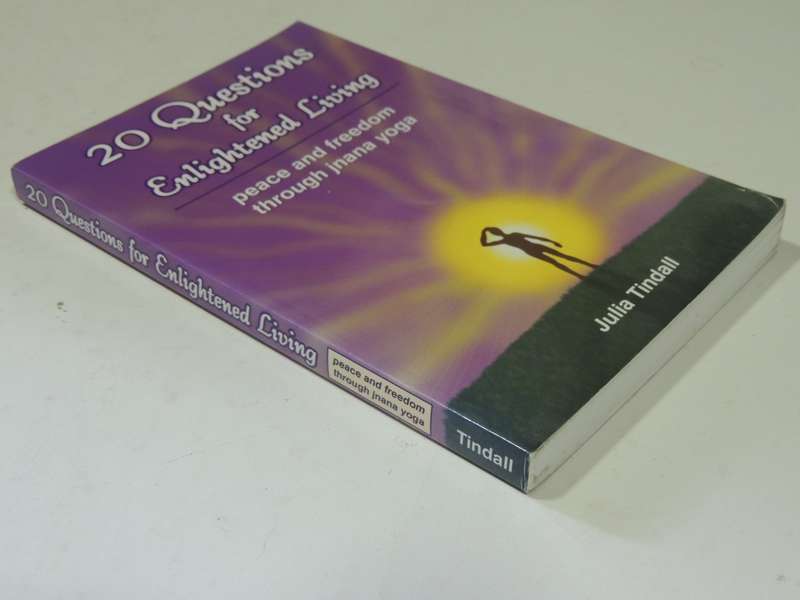 20 Questions
for
Enlightened Living
peace and freedom
through jnana yoga
Julia Tindall
20 Questions for Enlightened Living
peace and freedom
through jnana yoga
Tindall